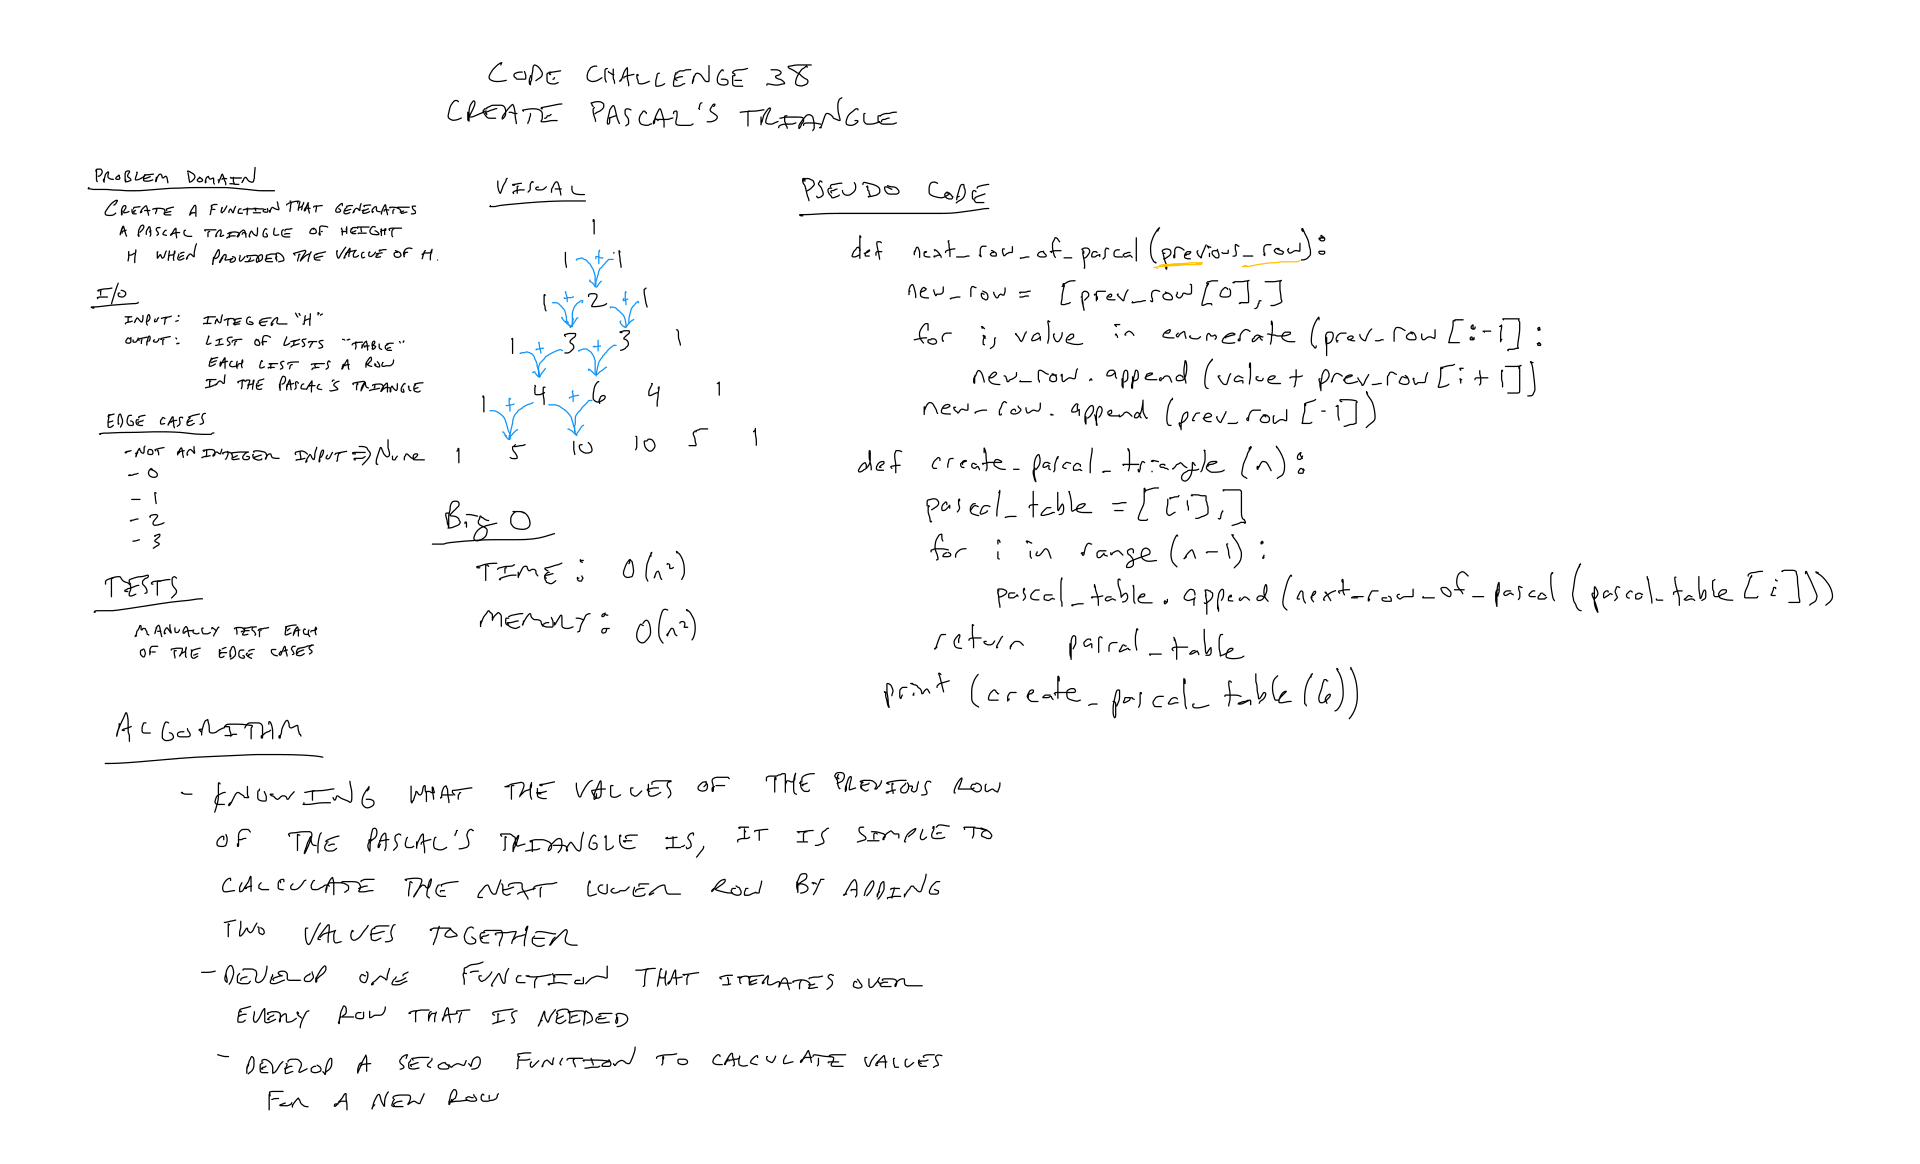 CODE CHALLENGE 38
CREATE PASCAL'S TRIANGLE
PROBLEM DOMAIN
CREATE A FUNCTION THAT GENERATES
A PASCAL TRIANGLE OF HEIGHT
H WHEN PROVIDED THE VALUE OF H.
I/O
INPUT: INTEGER "H"
OUTPUT: LIST OF LISTS "TABLE"
EACH LIST IS A ROW
IN THE PASCAL'S TRIANGLE
EDGE CASES
- NOT AN INTEGER INPUT => None
- 0
- 1
- 2
- 3
TESTS
MANUALLY TEST EACH
OF THE EDGE CASES
VISUAL
1
1 + 1
1 + 2 + 1
1 + 3 + 3 1
1 + 4 + 6 4 1
1 5 10 10 5 1
Big O
TIME: O(n²)
MEMORY: O(n²)
PSEUDO CODE
def next_row_of_pascal (previous_row):
new_row = [prev_row[0],]
for i, value in enumerate (prev_row[:-1]:
new_row.append (value + prev_row[i+1])
new_row.append (prev_row[-1])
def create_pascal_triangle (n):
pascal_table = [[1],]
for i in range (n-1):
pascal_table.append (next_row_of_pascal (pascal_table[i]))
return pascal_table
print (create_pascal_table (6))
ALGORITHM
- KNOWING WHAT THE VALUES OF THE PREVIOUS ROW
OF THE PASCAL'S TRIANGLE IS, IT IS SIMPLE TO
CALCULATE THE NEXT LOWER ROW BY ADDING
TWO VALUES TOGETHER
- DEVELOP ONE FUNCTION THAT ITERATES OVER
EVERY ROW THAT IS NEEDED
- DEVELOP A SECOND FUNCTION TO CALCULATE VALUES
FOR A NEW ROW